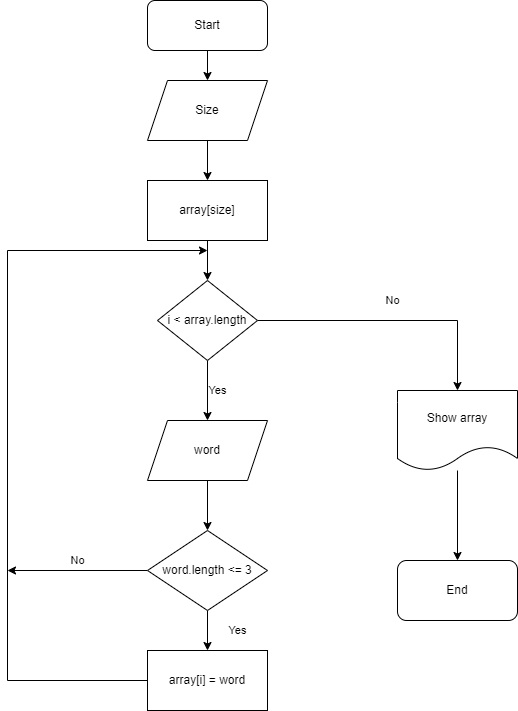 Start
Size
array[size]
i < array.length
No
Yes
Show array
word
word.length <= 3
No
End
Yes
array[i] = word